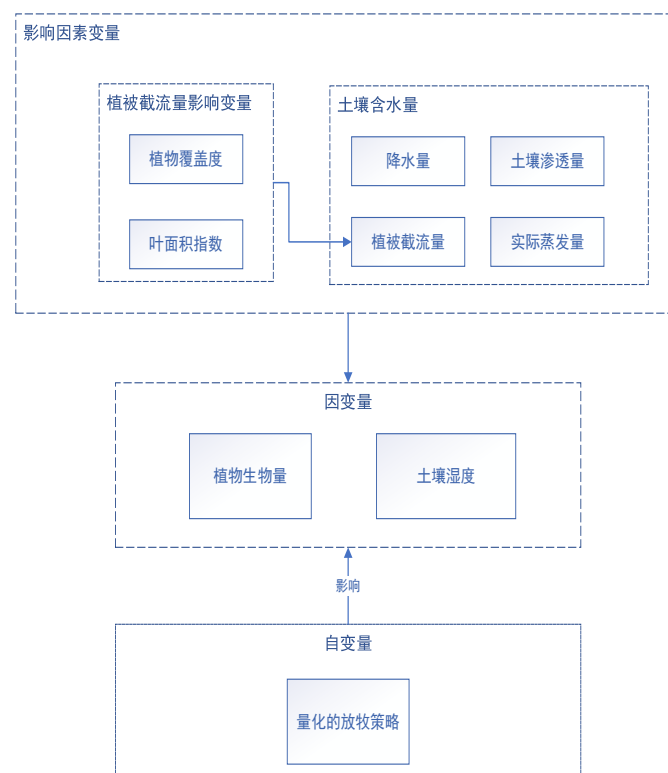 影响因素变量
植被截流量影响变量
植物覆盖度
叶面积指数
土壤含水量
降水量
土壤渗透量
植被截流量
实际蒸发量
因变量
植物生物量
土壤湿度
影响
自变量
量化的放牧策略